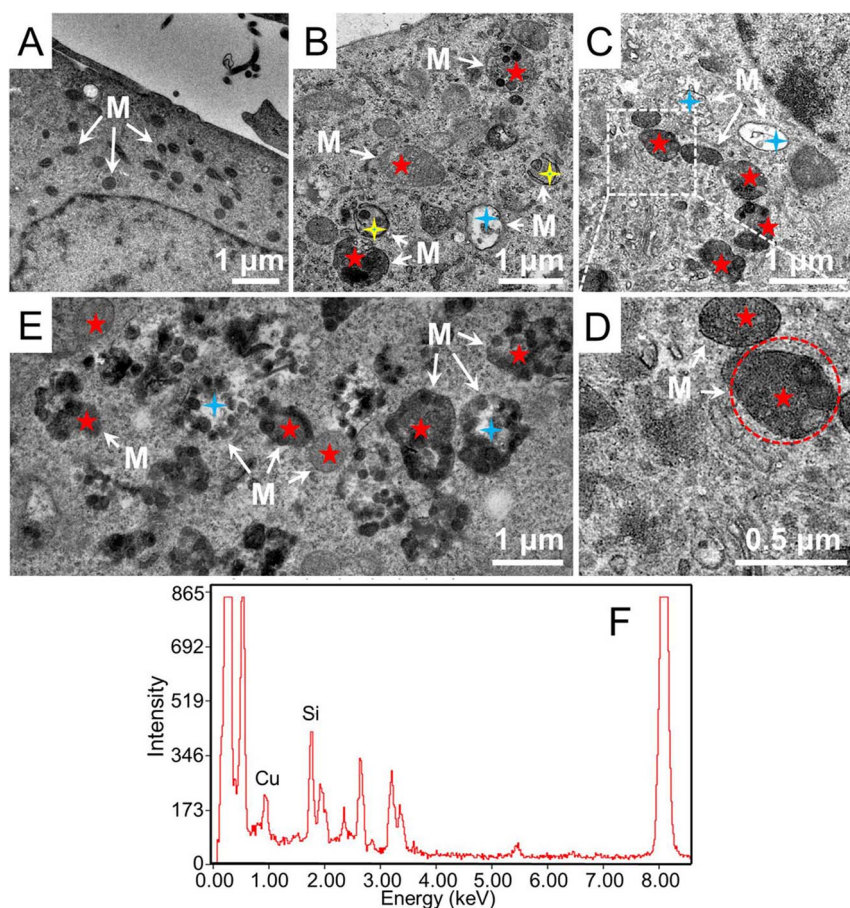 A
M
1 μm
B
M
M
M
M
M
1 μm
C
M
1 μm
E
M
M
M
1 μm
D
M
0.5 μm
F
865
692
519
346
173
0
Intensity
Cu
Si
0.00 1.00 2.00 3.00 4.00 5.00 6.00 7.00 8.00
Energy (keV)